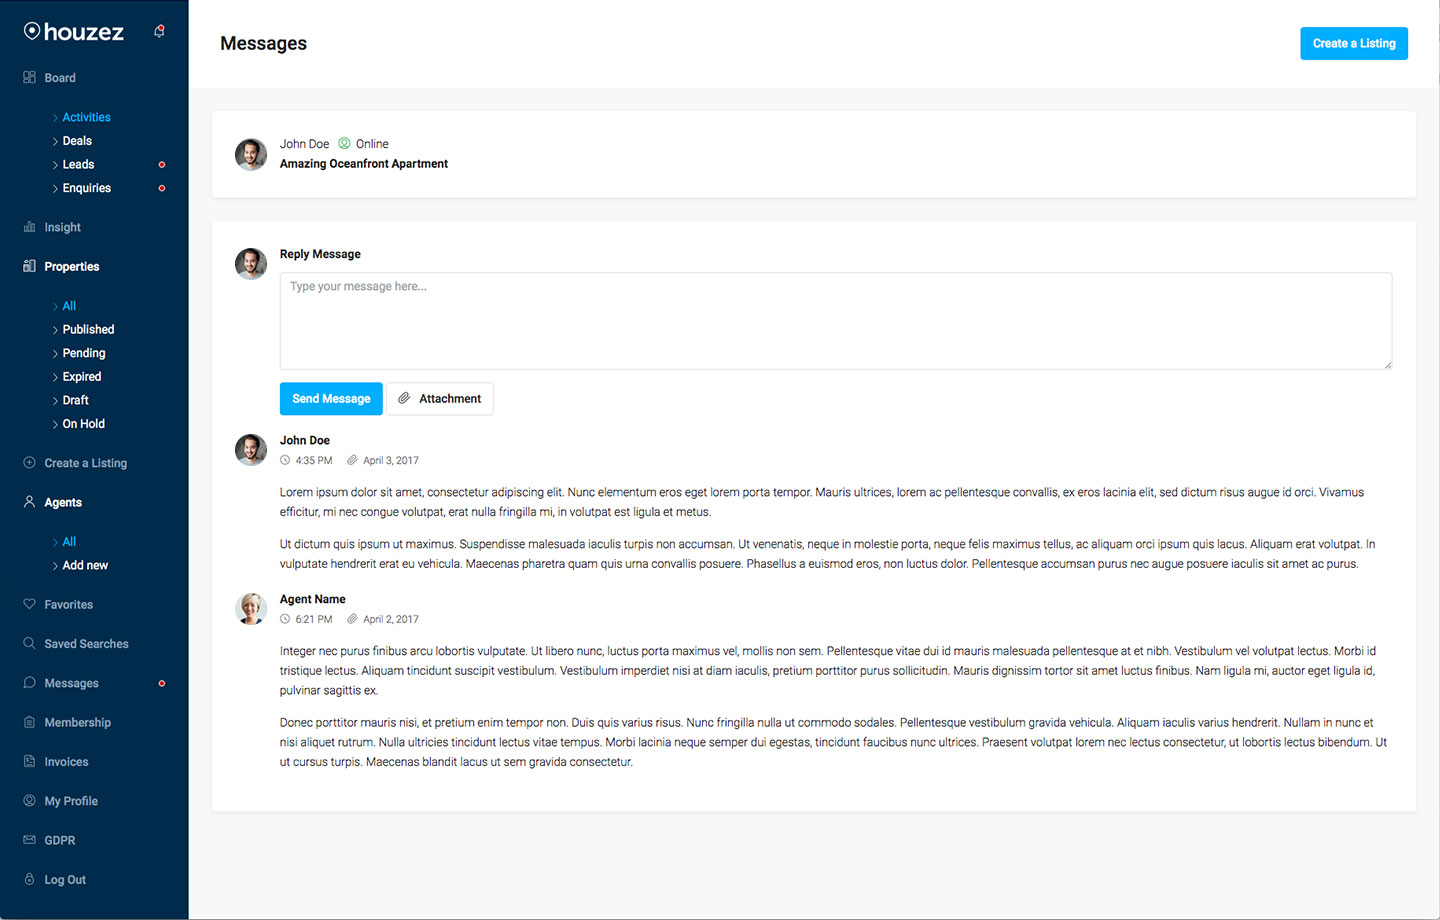 houzez
Board
Activities
Deals
Leads
Enquiries
Insight
Properties
All
Published
Pending
Expired
Draft
On Hold
Create a Listing
Agents
All
Add new
Favorites
Saved Searches
Messages
Membership
Invoices
My Profile
GDPR
Log Out
Messages
Create a Listing
John Doe Online
Amazing Oceanfront Apartment
Reply Message
Type your message here...
Send Message
Attachment
John Doe
4:35 PM April 3, 2017
Lorem ipsum dolor sit amet, consectetur adipiscing elit. Nunc elementum eros eget lorem porta tempor. Mauris ultrices, lorem ac pellentesque convallis, ex eros lacinia elit, sed dictum risus augue id orci. Vivamus
efficitur, mi nec congue volutpat, erat nulla fringilla mi, in volutpat est ligula et metus.
Ut dictum quis ipsum ut maximus. Suspendisse malesuada iaculis turpis non accumsan. Ut venenatis, neque in molestie porta, neque felis maximus tellus, ac aliquam orci ipsum quis lacus. Aliquam erat volutpat. In
vulputate hendrerit erat eu vehicula. Maecenas pharetra quam quis urna convallis posuere. Phasellus a euismod eros, non luctus dolor. Pellentesque accumsan purus nec augue posuere iaculis sit amet ac purus.
Agent Name
6:21 PM April 2, 2017
Integer nec purus finibus arcu lobortis vulputate. Ut libero nunc, luctus porta maximus vel, mollis non sem. Pellentesque vitae dui id mauris malesuada pellentesque at et nibh. Vestibulum vel volutpat lectus. Morbi id
tristique lectus. Aliquam tincidunt suscipit vestibulum. Vestibulum imperdiet nisi at diam iaculis, pretium porttitor purus sollicitudin. Mauris dignissim tortor sit amet luctus finibus. Nam ligula mi, auctor eget ligula id,
pulvinar sagittis ex.
Donec porttitor mauris nisi, et pretium enim tempor non. Duis quis varius risus. Nunc fringilla nulla ut commodo sodales. Pellentesque vestibulum gravida vehicula. Aliquam iaculis varius hendrerit. Nullam in nunc et
nisi aliquet rutrum. Nulla ultricies tincidunt lectus vitae tempus. Morbi lacinia neque semper dui egestas, tincidunt faucibus nunc ultrices. Praesent volutpat lorem nec lectus consectetur, ut lobortis lectus bibendum. Ut
ut cursus turpis. Maecenas blandit lacus ut sem gravida consectetur.